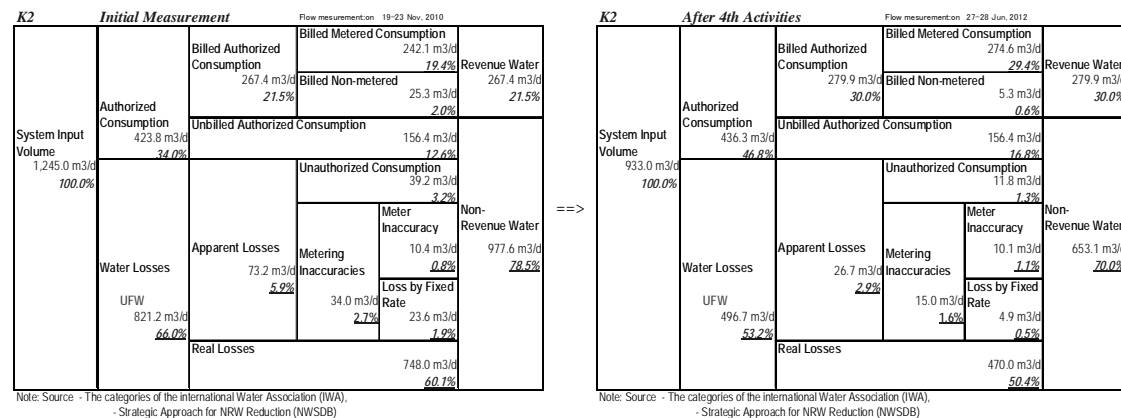 K2 Initial Measurement Flow mesurement:on 19-23 Nov, 2010
System Input
Volume
1,245.0 m3/d
100.0%
Authorized
Consumption
423.8 m3/d
34.0%
Billed Authorized
Consumption
267.4 m3/d
21.5%
Billed Metered Consumption
242.1 m3/d
19.4%
Billed Non-metered
25.3 m3/d
2.0%
Revenue Water
267.4 m3/d
21.5%
Unbilled Authorized Consumption
156.4 m3/d
12.6%
Water Losses
UFW
821.2 m3/d
66.0%
Apparent Losses
73.2 m3/d
5.9%
Unauthorized Consumption
39.2 m3/d
3.2%
Metering
Inaccuracies
34.0 m3/d
2.7%
Meter
Inaccuracy
10.4 m3/d
0.8%
Loss by Fixed
Rate
23.6 m3/d
1.9%
Real Losses
748.0 m3/d
60.1%
Non-
Revenue Water
977.6 m3/d
78.5%
Note: Source - The categories of the international Water Association (IWA),
- Strategic Approach for NRW Reduction (NWSDB)
==>
K2 After 4th Activities Flow mesurement:on 27-28 Jun, 2012
System Input
Volume
933.0 m3/d
100.0%
Authorized
Consumption
436.3 m3/d
46.8%
Billed Authorized
Consumption
279.9 m3/d
30.0%
Billed Metered Consumption
274.6 m3/d
29.4%
Billed Non-metered
5.3 m3/d
0.6%
Revenue Water
279.9 m3/d
30.0%
Unbilled Authorized Consumption
156.4 m3/d
16.8%
Water Losses
UFW
496.7 m3/d
53.2%
Apparent Losses
26.7 m3/d
2.9%
Unauthorized Consumption
11.8 m3/d
1.3%
Metering
Inaccuracies
15.0 m3/d
1.6%
Meter
Inaccuracy
10.1 m3/d
1.1%
Loss by Fixed
Rate
4.9 m3/d
0.5%
Real Losses
470.0 m3/d
50.4%
Non-
Revenue Water
653.1 m3/d
70.0%
Note: Source - The categories of the international Water Association (IWA),
- Strategic Approach for NRW Reduction (NWSDB)